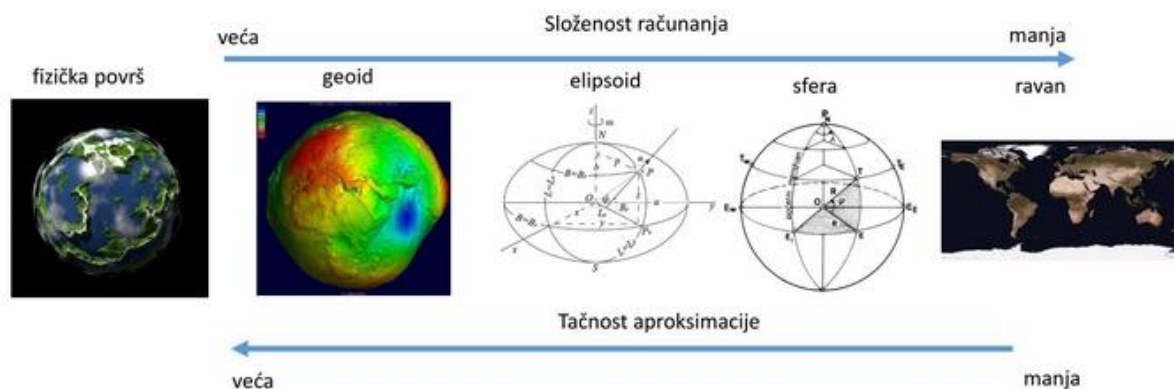 Složenost računanja
veća
manja
fizička površ
geoid
elipsoid
sfera
ravan
z
ω
N
P
O
a
y
x
S
T
R
O
φ
E
Tačnost aproksimacije
veća
manja